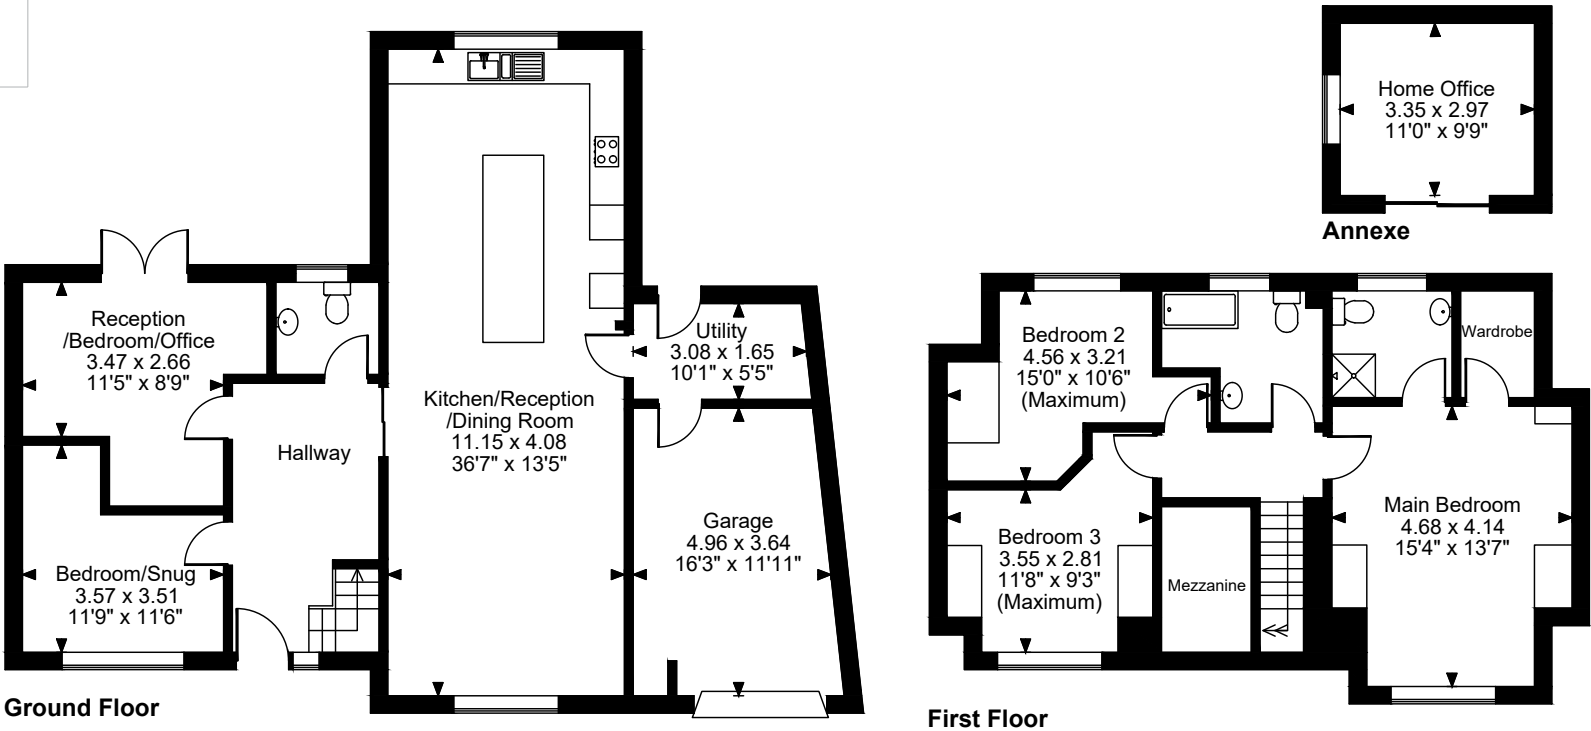 Reception
/Bedroom/Office
3.47 x 2.66
11'5" x 8'9"
Hallway
Bedroom/Snug
3.57 x 3.51
11'9" x 11'6"
Kitchen/Reception
/Dining Room
11.15 x 4.08
36'7" x 13'5"
Utility
3.08 x 1.65
10'1" x 5'5"
Garage
4.96 x 3.64
16'3" x 11'11"
Ground Floor
Home Office
3.35 x 2.97
11'0" x 9'9"
Annexe
Bedroom 2
4.56 x 3.21
15'0" x 10'6"
(Maximum)
Wardrobe
Bedroom 3
3.55 x 2.81
11'8" x 9'3"
(Maximum)
Mezzanine
Main Bedroom
4.68 x 4.14
15'4" x 13'7"
First Floor